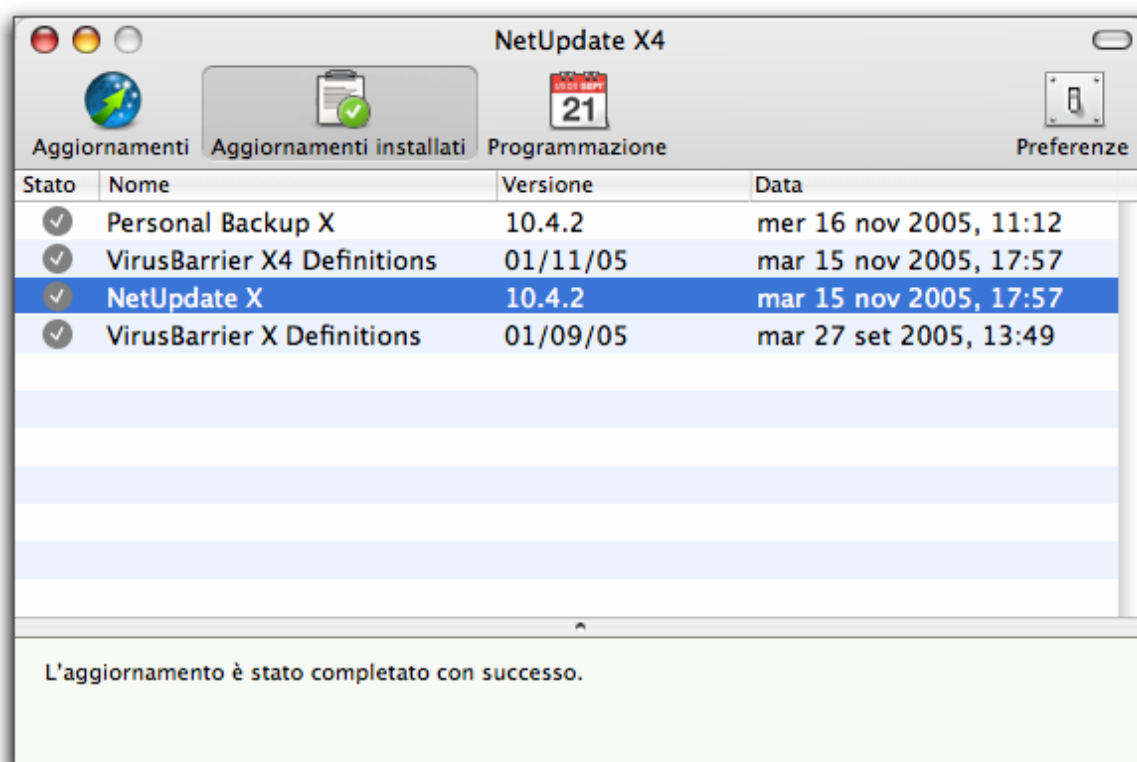 NetUpdate X4
Aggiornamenti Aggiornamenti installati Programmazione Preferenze
21
Stato Nome Versione Data
Personal Backup X 10.4.2 mer 16 nov 2005, 11:12
VirusBarrier X4 Definitions 01/11/05 mar 15 nov 2005, 17:57
NetUpdate X 10.4.2 mar 15 nov 2005, 17:57
VirusBarrier X Definitions 01/09/05 mar 27 set 2005, 13:49
L'aggiornamento è stato completato con successo.